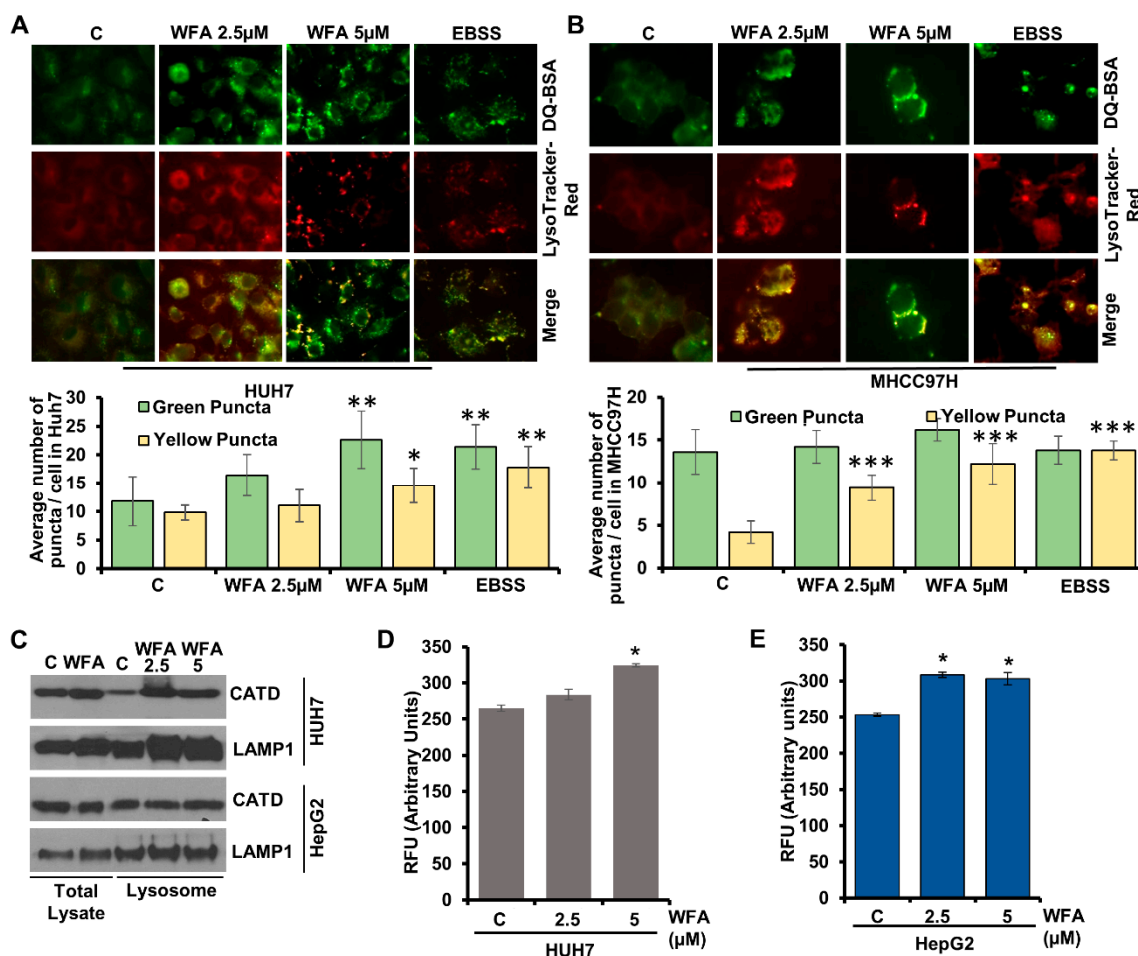 A
C
WFA 2.5µM
WFA 5µM
EBSS
DQ-BSA
LysoTracker-
Red
Merge
HUH7
Average number of
puncta / cell in Huh7
30
25
20
15
10
5
0
Green Puncta
Yellow Puncta
**
*
**
**
C
WFA 2.5µM
WFA 5µM
EBSS
B
C
WFA 2.5µM
WFA 5µM
EBSS
DQ-BSA
LysoTracker-
Red
Merge
MHCC97H
Average number of
puncta / cell in MHCC97H
20
15
10
5
0
Green Puncta
Yellow Puncta
***
***
***
C
WFA 2.5µM
WFA 5µM
EBSS
C
C WFA C WFA 2.5 WFA 5
CATD
LAMP1
HUH7
CATD
LAMP1
HepG2
Total
Lysate
Lysosome
D
RFU (Arbitrary Units)
350
300
250
200
150
100
50
0
*
C 2.5 5 WFA
(µM)
HUH7
E
RFU (Arbitrary units)
350
300
250
200
150
100
50
0
* *
C 2.5 5 WFA
(µM)
HepG2